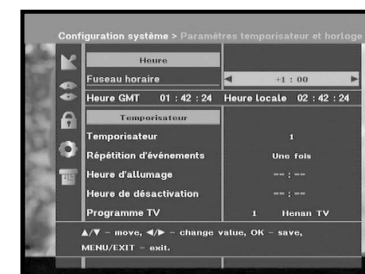 Configuration système > Paramètres temporisateur et horloge
Heure
Fuseau horaire ◄ +1 : 00 ►
Heure GMT 01 : 42 : 24 Heure locale 02 : 42 : 24
Temporisateur
Temporisateur 1
Répétition d'événements Une fois
Heure d'allumage -- : --
Heure de désactivation -- : --
Programme TV 1 Henan TV
▲/▼ - move, ◄/► - change value, OK - save,
MENU/EXIT - exit.